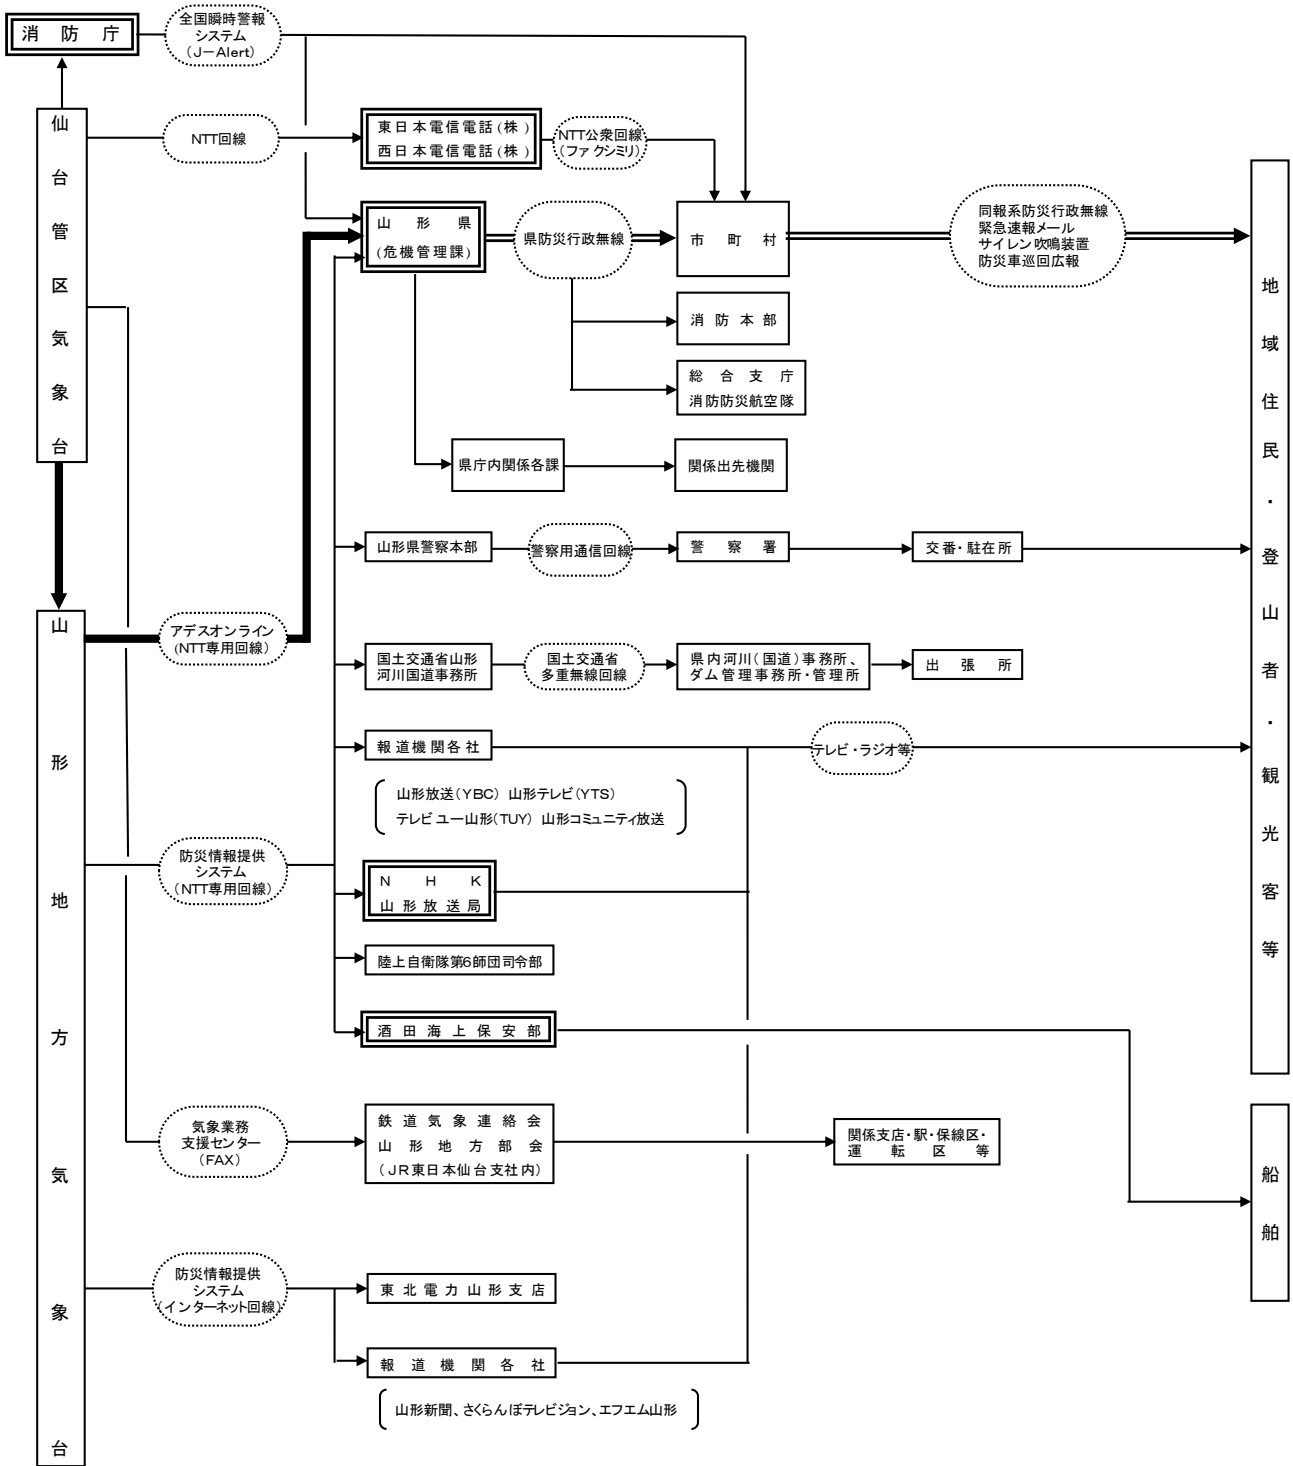 消防庁
全国瞬時警報
システム
（J－Alert）
仙台管区気象台
NTT回線
東日本電信電話(株)
西日本電信電話(株)
NTT公衆回線
(ファクシミリ)
山形県
(危機管理課)
県防災行政無線
市町村
同報系防災行政無線
緊急速報メール
サイレン吹鳴装置
防災車巡回広報
地域住民・登山者・観光客等
消防本部
総合支庁
消防防災航空隊
県庁内関係各課
関係出先機関
山形県警察本部
警察用通信回線
警察署
交番・駐在所
山形地方気象台
アデスオンライン
(NTT専用回線)
国土交通省山形
河川国道事務所
国土交通省
多重無線回線
県内河川(国道)事務所、
ダム管理事務所・管理所
出張所
報道機関各社
テレビ・ラジオ等
山形放送(YBC) 山形テレビ(YTS)
テレビユー山形(TUY) 山形コミュニティ放送
防災情報提供
システム
(NTT専用回線)
NHK
山形放送局
陸上自衛隊第6師団司令部
酒田海上保安部
気象業務
支援センター
(FAX)
鉄道気象連絡会
山形地方部会
(JR東日本仙台支社内)
関係支店・駅・保線区・
運転区等
船舶
防災情報提供
システム
(インターネット回線)
東北電力山形支店
報道機関各社
山形新聞、さくらんぼテレビジョン、エフエム山形